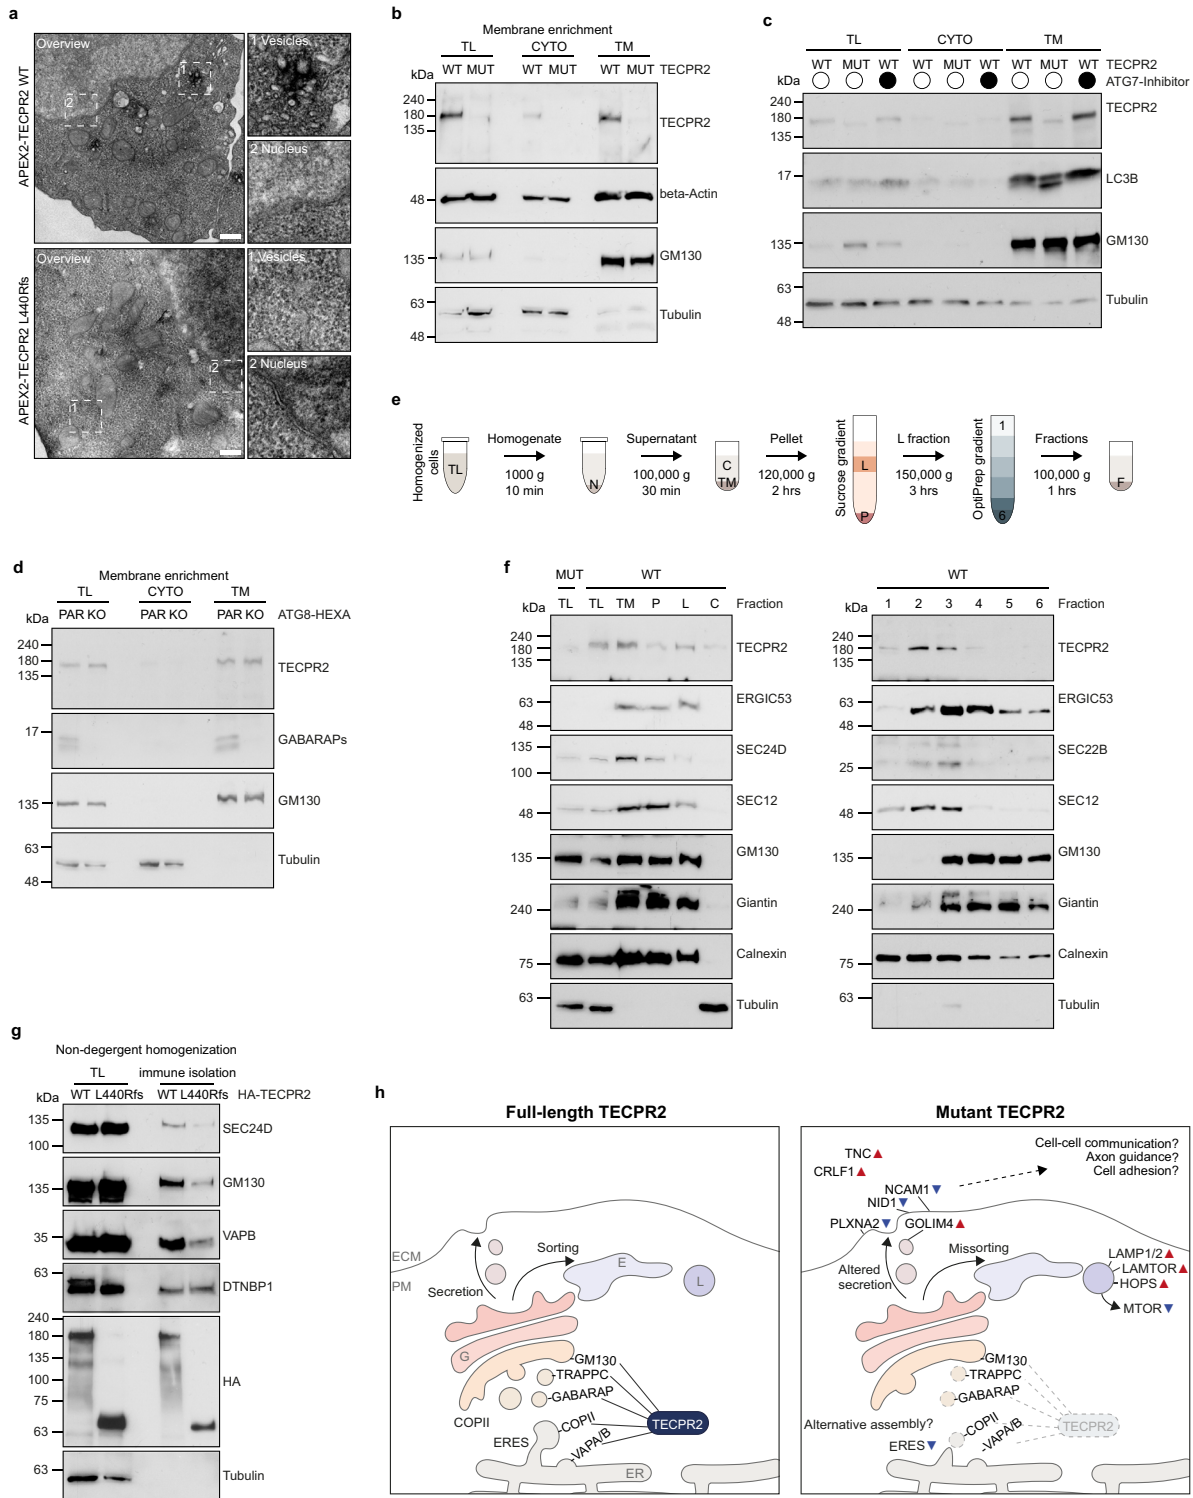 a
APEX2-TECPR2 WT
Overview
1
2
1 Vesicles
2 Nucleus
APEX2-TECPR2 L440Rfs
Overview
1
2
1 Vesicles
2 Nucleus
b
Membrane enrichment
TL CYTO TM
WT MUT WT MUT WT MUT TECPR2
kDa
240
180
135
TECPR2
48
beta-Actin
135
GM130
63
48
Tubulin
c
TL CYTO TM
WT MUT WT WT MUT WT WT MUT WT TECPR2
kDa
ATG7-Inhibitor
240
180
135
TECPR2
17
LC3B
135
GM130
63
48
Tubulin
e
Homogenized cells
TL
Homogenate
1000 g
10 min
N
Supernatant
100,000 g
30 min
C
TM
Pellet
120,000 g
2 hrs
Sucrose gradient
L
P
L fraction
150,000 g
3 hrs
OptiPrep gradient
1
6
Fractions
100,000 g
1 hrs
F
d
Membrane enrichment
TL CYTO TM
kDa
PAR KO PAR KO PAR KO ATG8-HEXA
240
180
135
TECPR2
17
GABARAPs
135
GM130
63
48
Tubulin
f
MUT WT
kDa
TL TL TM P L C Fraction
240
180
135
TECPR2
63
48
ERGIC53
135
100
SEC24D
48
SEC12
135
GM130
240
Giantin
75
Calnexin
63
Tubulin
WT
kDa
1 2 3 4 5 6 Fraction
240
180
135
TECPR2
63
48
ERGIC53
35
25
SEC22B
48
SEC12
135
GM130
240
Giantin
75
Calnexin
63
Tubulin
g
Non-degergent homogenization
TL immune isolation
kDa
WT L440Rfs WT L440Rfs HA-TECPR2
135
100
SEC24D
135
GM130
35
VAPB
63
DTNBP1
240
180
135
100
75
63
HA
63
Tubulin
h
Full-length TECPR2
ECM
PM
Secretion
Sorting
E
L
G
GM130
TRAPPC
GABARAP
COPII
COPII
ERES
VAPA/B
TECPR2
ER
Mutant TECPR2
TNC▲
CRLF1▲
Cell-cell communication?
Axon guidance?
Cell adhesion?
NCAM1▼
NID1▼
PLXNA2▼
GOLIM4▲
Altered
secretion
Missorting
LAMP1/2▲
LAMTOR▲
HOPS▲
MTOR▼
GM130
TRAPPC
GABARAP
Alternative assembly?
COPII
ERES▼
VAPA/B
TECPR2